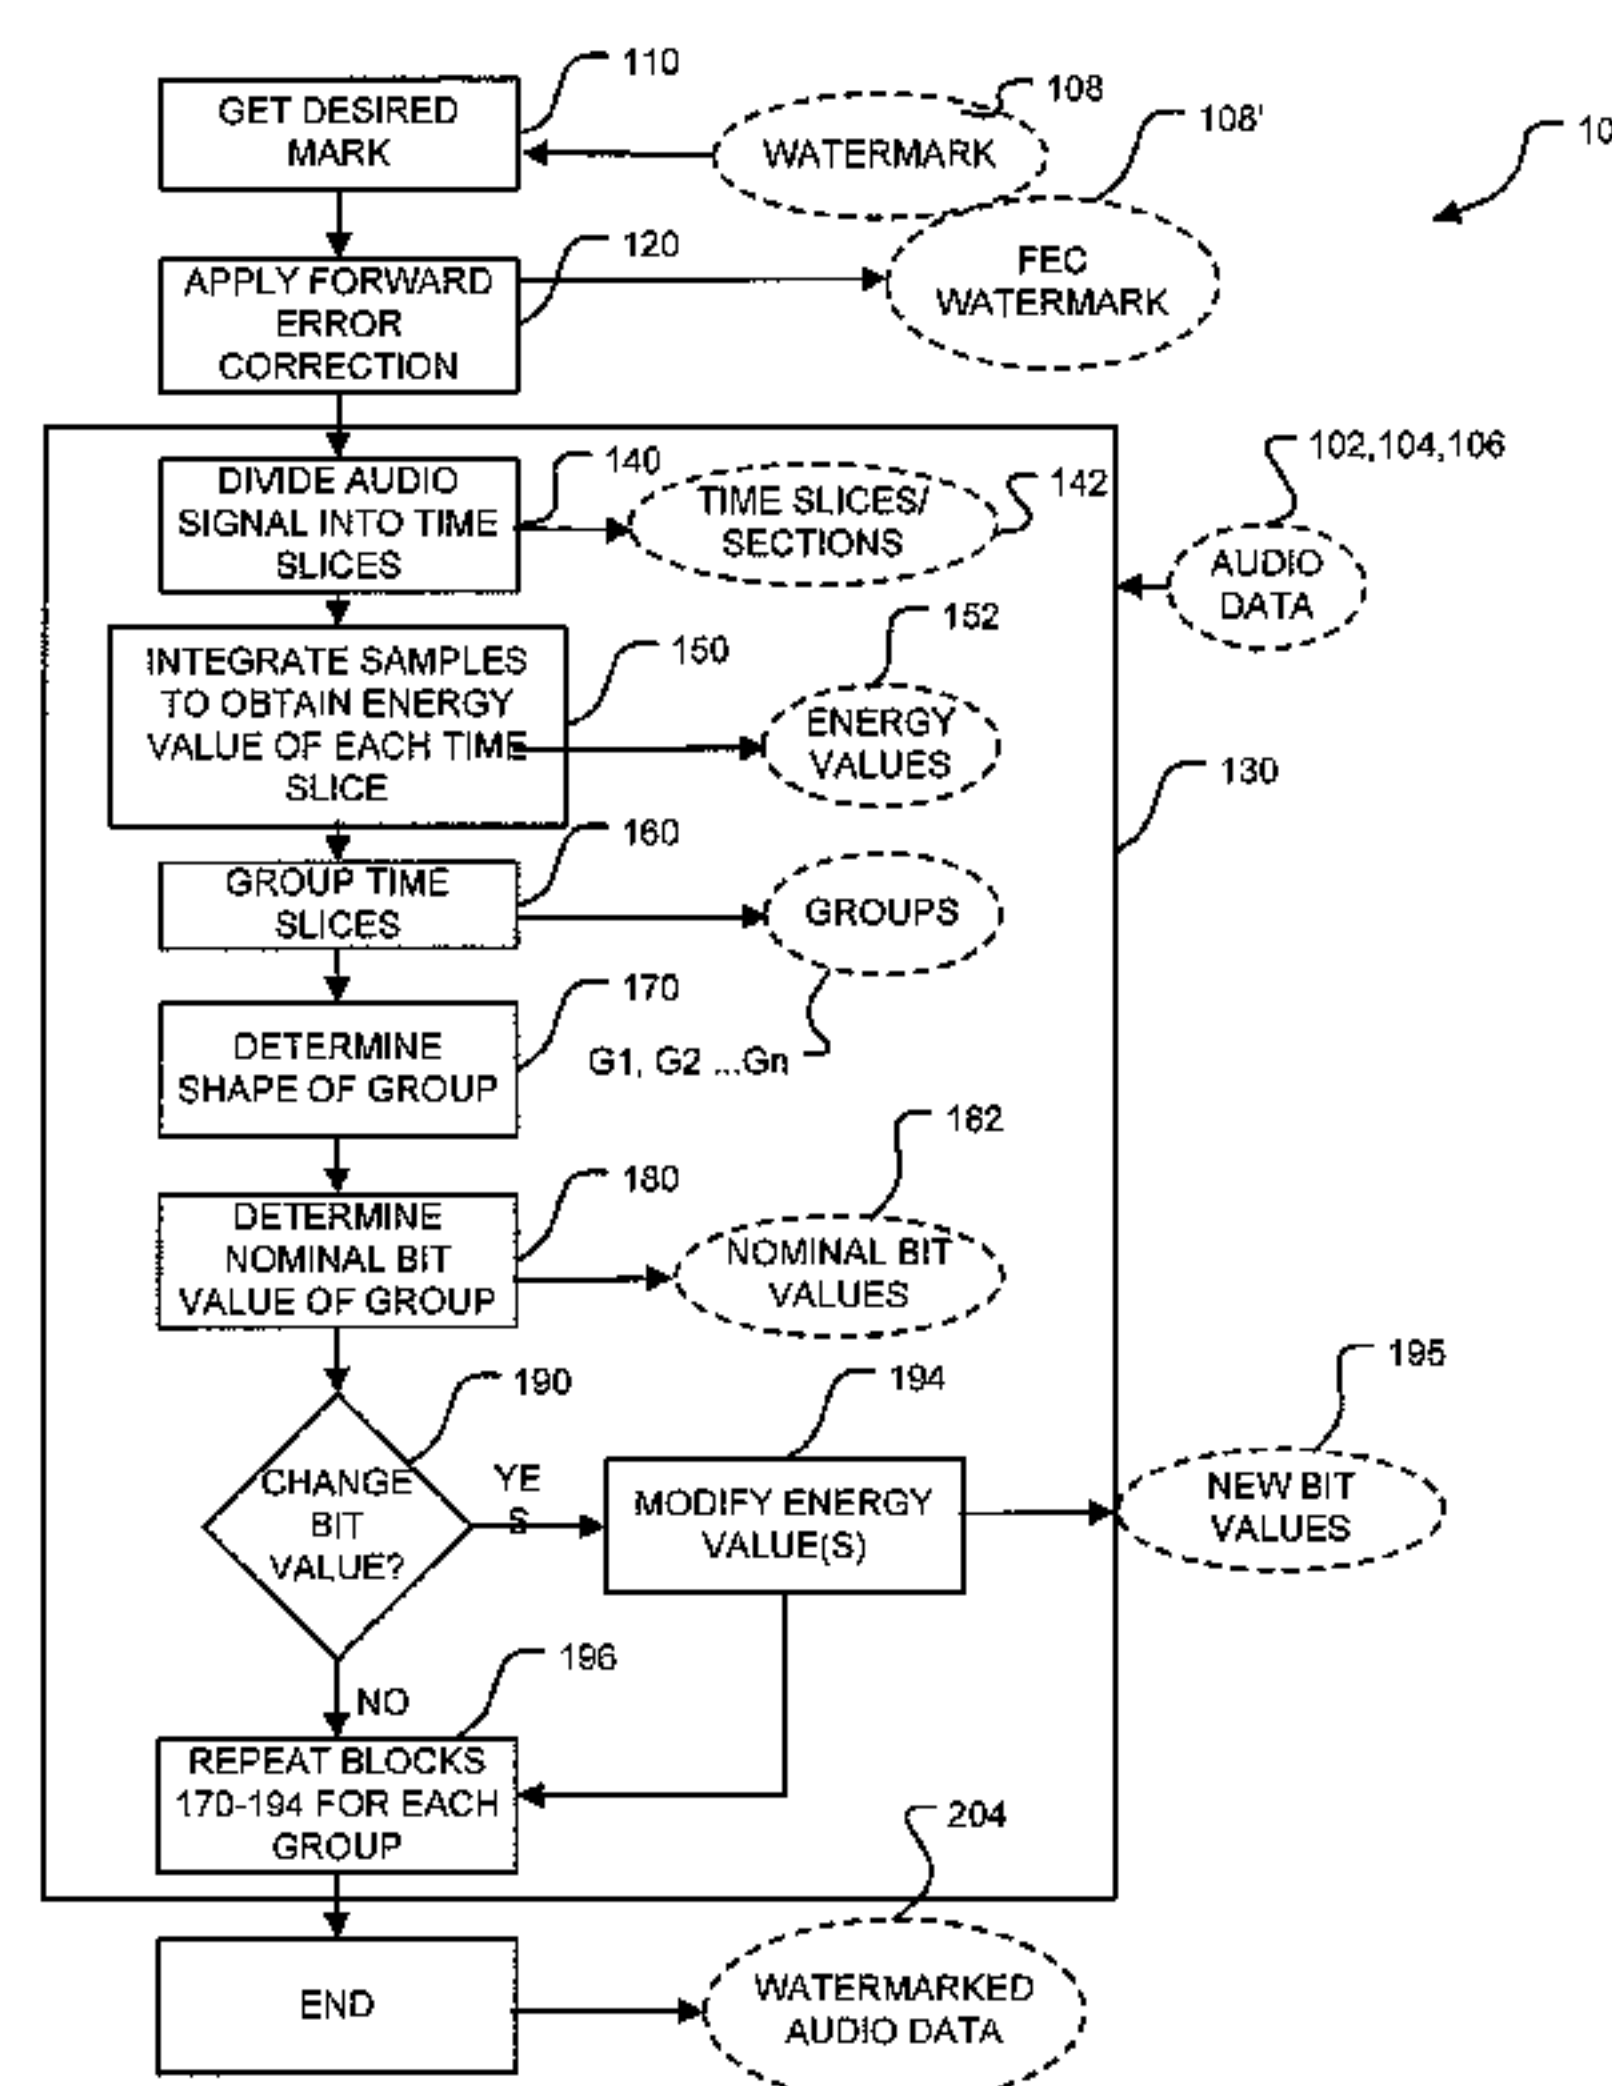 110
GET DESIRED
MARK
108
WATERMARK
108'
10
120
APPLY FORWARD
ERROR
CORRECTION
FEC
WATERMARK
140
DIVIDE AUDIO
SIGNAL INTO TIME
SLICES
TIME SLICES/
SECTIONS
142
102,104,106
AUDIO
DATA
150
INTEGRATE SAMPLES
TO OBTAIN ENERGY
VALUE OF EACH TIME
SLICE
152
ENERGY
VALUES
130
160
GROUP TIME
SLICES
GROUPS
G1, G2 ...Gn
170
DETERMINE
SHAPE OF GROUP
180
DETERMINE
NOMINAL BIT
VALUE OF GROUP
182
NOMINAL BIT
VALUES
190
CHANGE
BIT
VALUE?
YE
S
194
MODIFY ENERGY
VALUE(S)
195
NEW BIT
VALUES
NO
196
REPEAT BLOCKS
170-194 FOR EACH
GROUP
204
END
WATERMARKED
AUDIO DATA